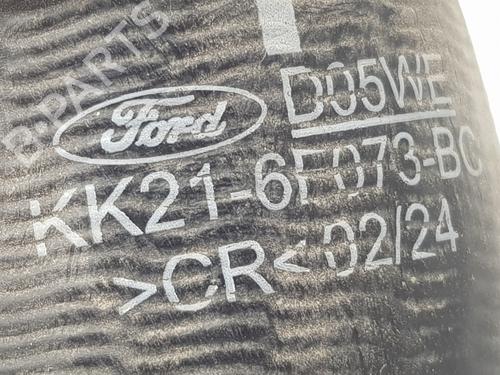 B-PARTS
Ford
D05WE
KK21-6F073-BC
>CR< 02/24